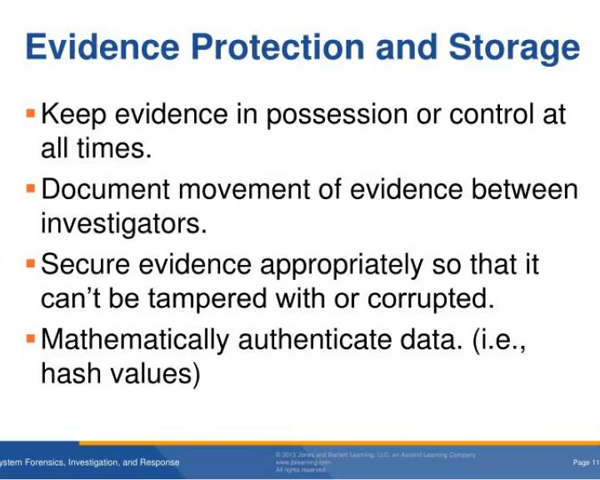 Evidence Protection and Storage
Keep evidence in possession or control at
all times.
Document movement of evidence between
investigators.
Secure evidence appropriately so that it
can’t be tampered with or corrupted.
Mathematically authenticate data. (i.e.,
hash values)
ystem Forensics, Investigation, and Response
© 2013 Jones and Bartlett Learning, LLC, an Ascend Learning Company
www.jblearning.com
All rights reserved.
Page 11